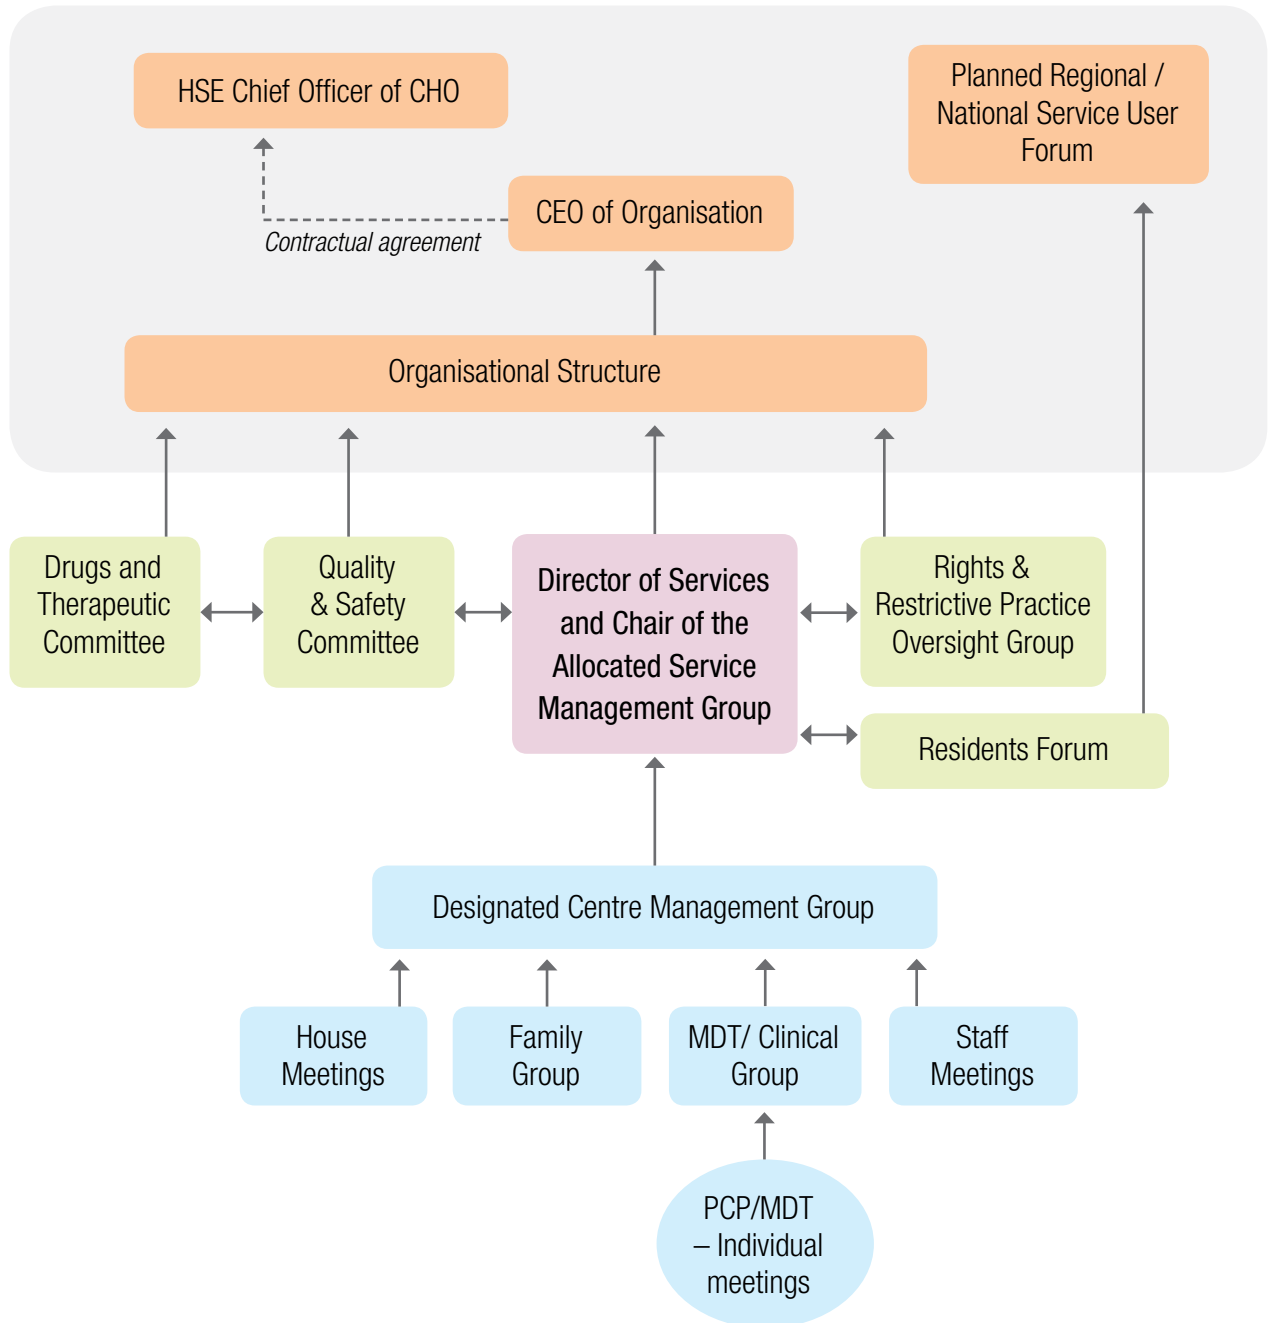 HSE Chief Officer of CHO
Planned Regional /
National Service User
Forum
CEO of Organisation
Contractual agreement
Organisational Structure
Drugs and
Therapeutic
Committee
Quality
& Safety
Committee
Director of Services
and Chair of the
Allocated Service
Management Group
Rights &
Restrictive Practice
Oversight Group
Residents Forum
Designated Centre Management Group
House
Meetings
Family
Group
MDT/ Clinical
Group
Staff
Meetings
PCP/MDT
– Individual
meetings